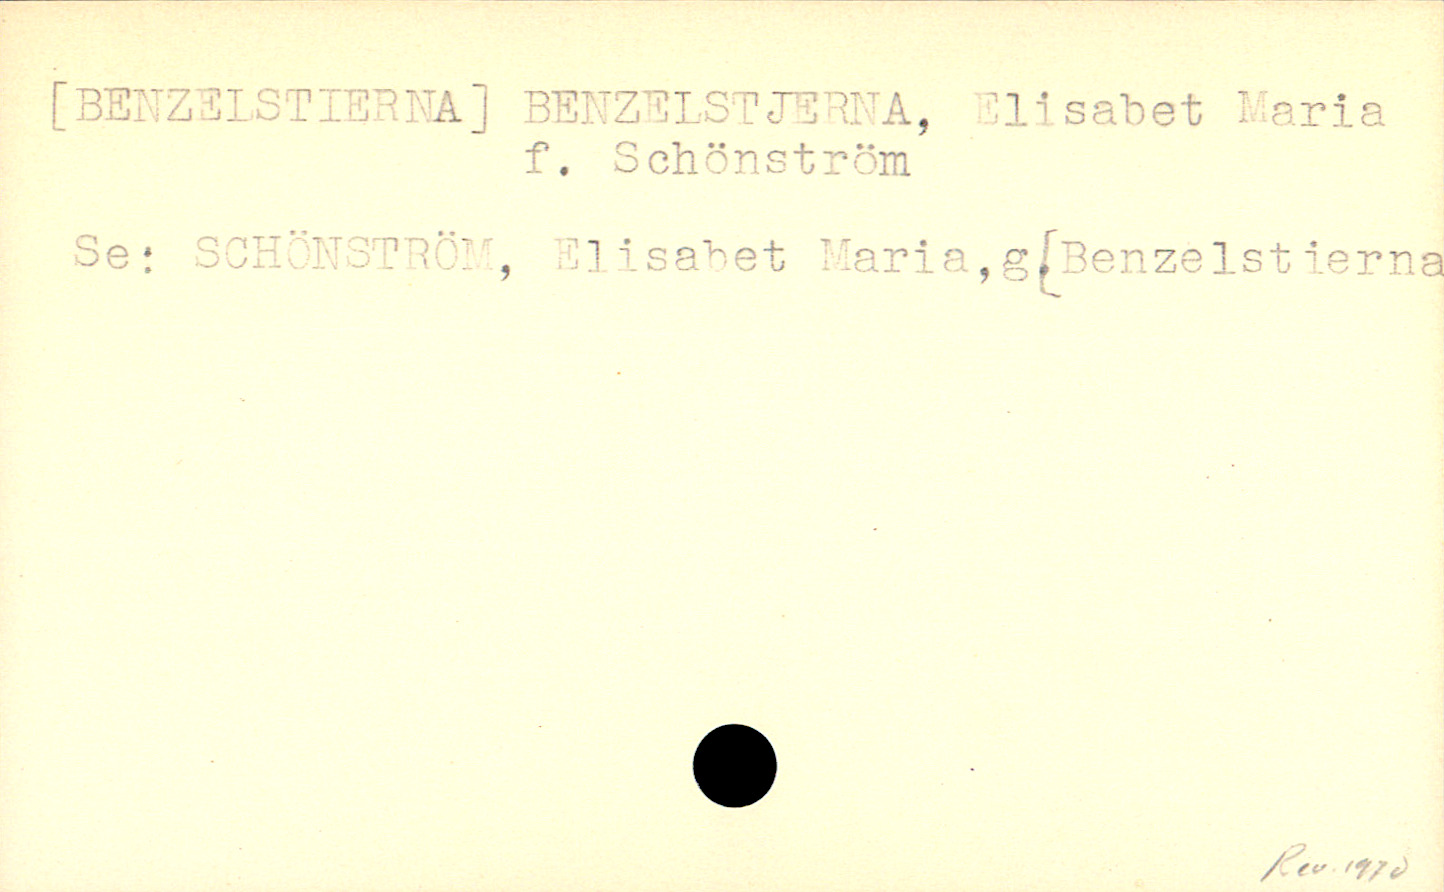 [BENZELSTIERNA] BENZELSTJERNA, Elisabet Maria
f. Schönström
Se: SCHÖNSTRÖM, Elisabet Maria,g.[Benzelstierna
Rev. 1970